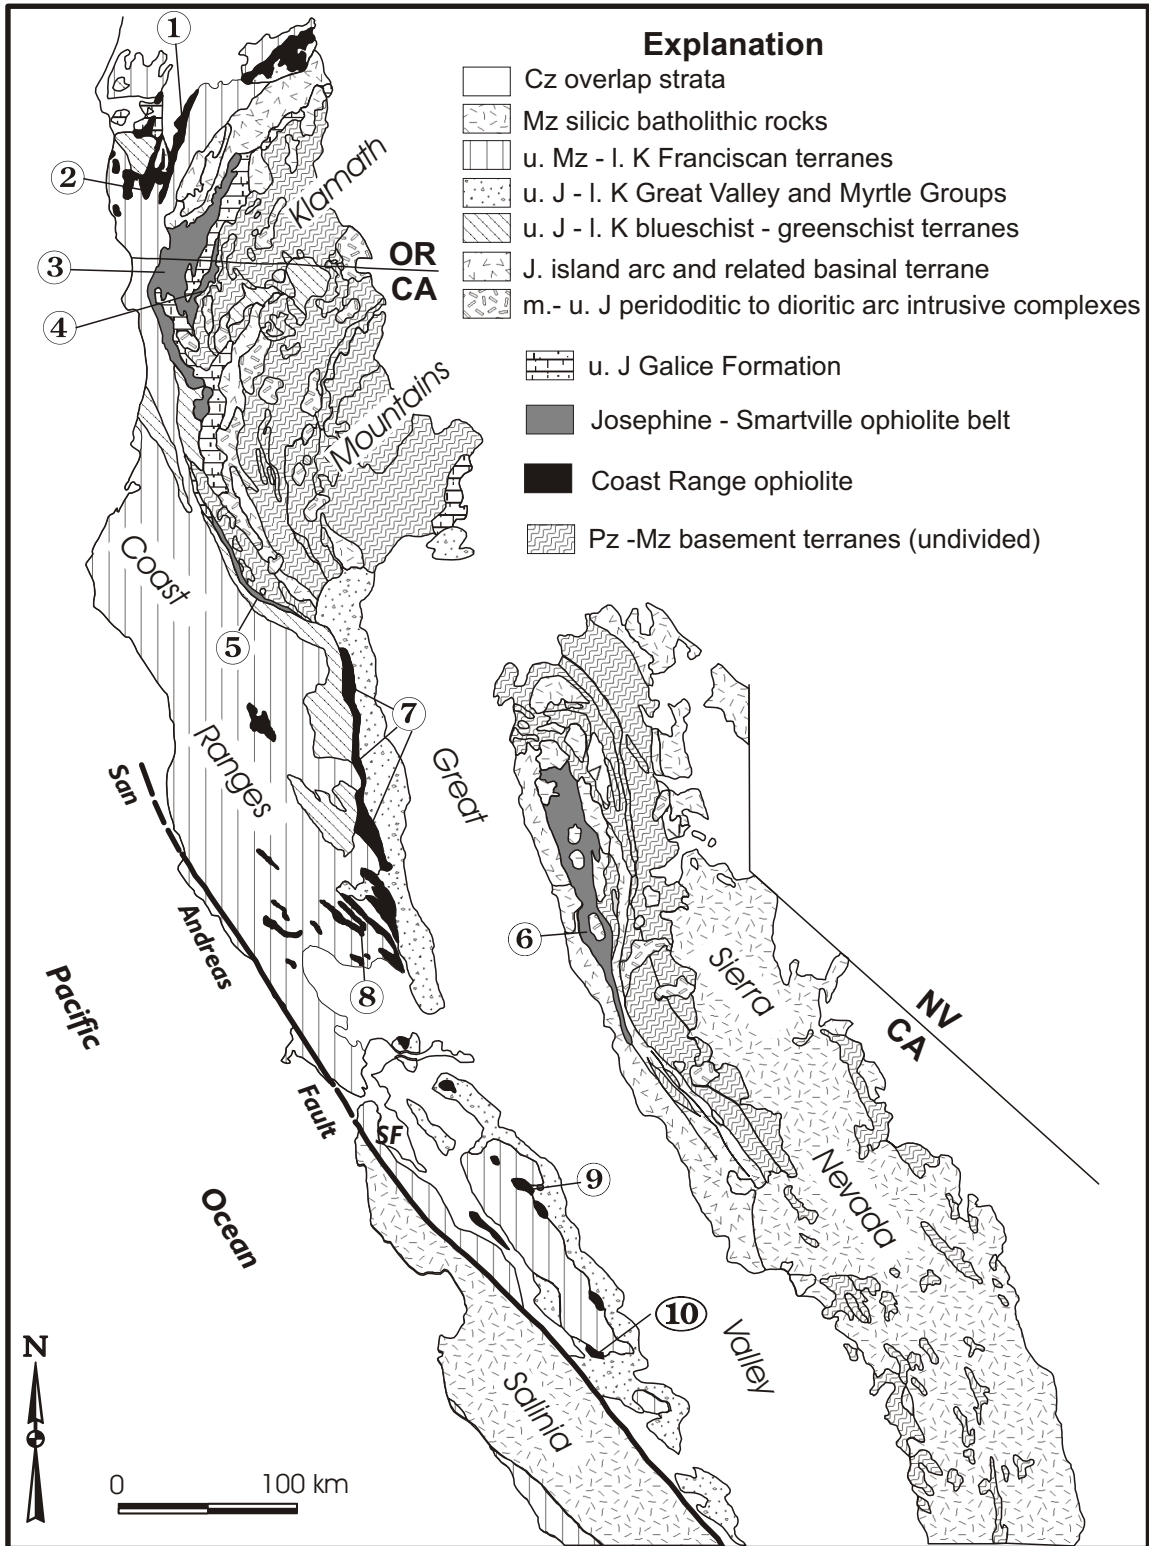 Explanation
Cz overlap strata
Mz silicic batholithic rocks
u. Mz - l. K Franciscan terranes
u. J - l. K Great Valley and Myrtle Groups
u. J - l. K blueschist - greenschist terranes
J. island arc and related basinal terrane
m.- u. J peridoditic to dioritic arc intrusive complexes
u. J Galice Formation
Josephine - Smartville ophiolite belt
Coast Range ophiolite
Pz -Mz basement terranes (undivided)
1
2
3
4
5
6
7
8
9
10
Klamath
Mountains
OR
CA
Coast
Ranges
Great
Valley
San
Andreas
Fault
Pacific
Ocean
SF
Salinia
Sierra
Nevada
NV
CA
N
0 100 km